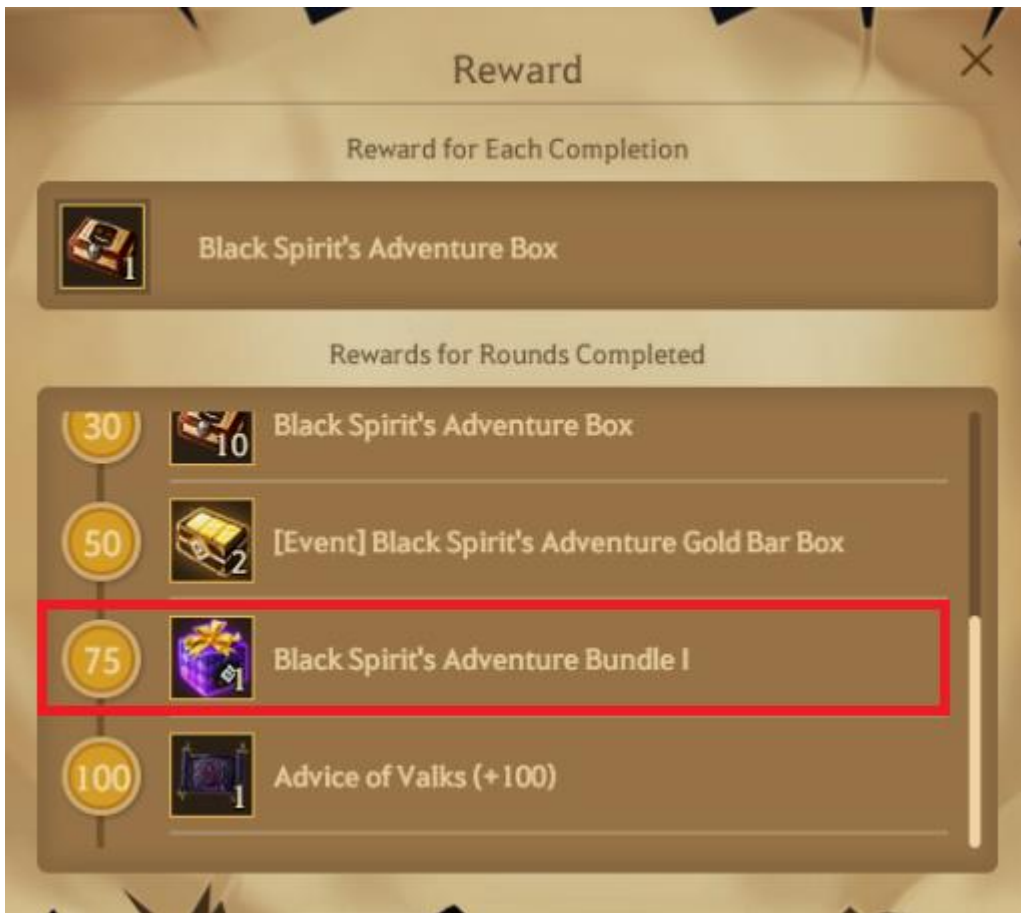 Reward
Reward for Each Completion
1
Black Spirit's Adventure Box
Rewards for Rounds Completed
30
10
Black Spirit's Adventure Box
50
2
[Event] Black Spirit's Adventure Gold Bar Box
75
1
Black Spirit's Adventure Bundle I
100
1
Advice of Valks (+100)